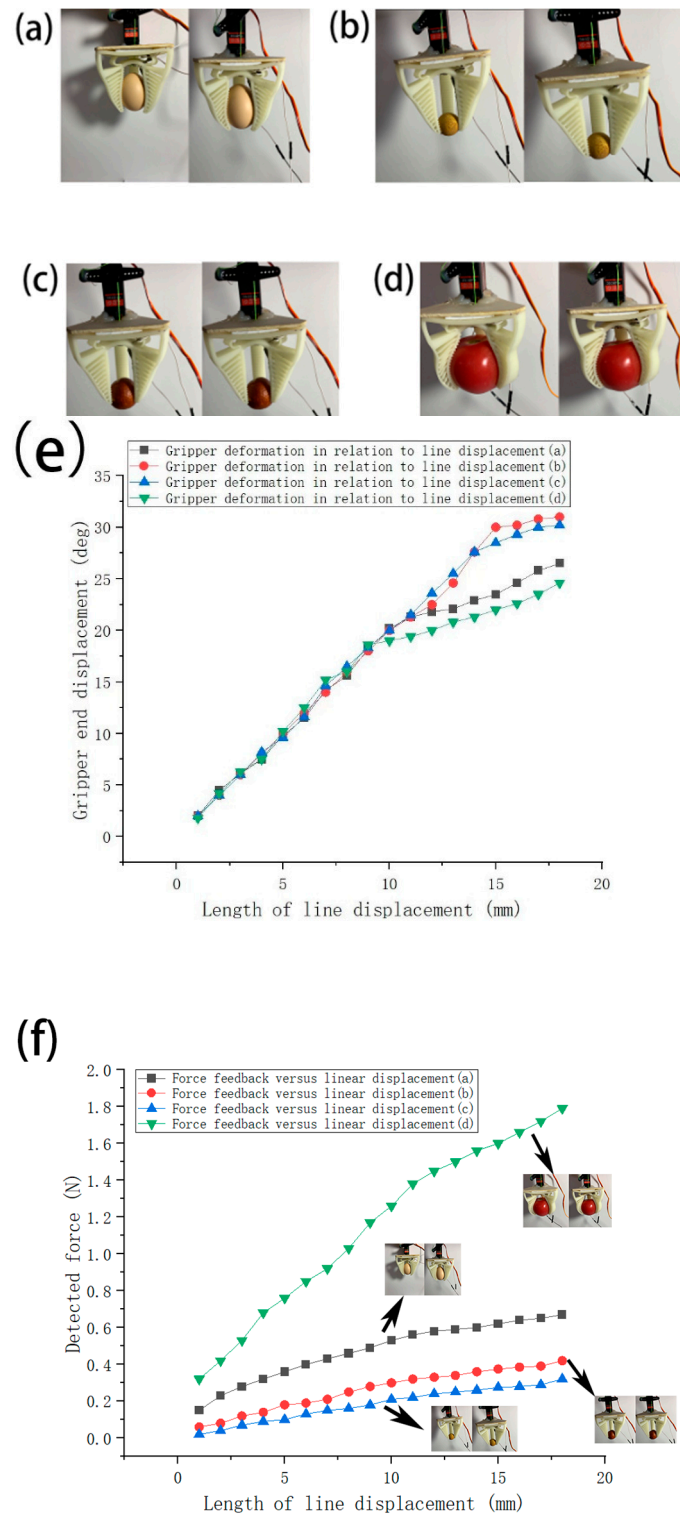 (a)
(b)
(c)
(d)
(e)
Gripper deformation in relation to line displacement(a)
Gripper deformation in relation to line displacement(b)
Gripper deformation in relation to line displacement(c)
Gripper deformation in relation to line displacement(d)
35
30
25
20
15
10
5
0
Gripper end displacement (deg)
0 5 10 15 20
Length of line displacement (mm)
(f)
Force feedback versus linear displacement(a)
Force feedback versus linear displacement(b)
Force feedback versus linear displacement(c)
Force feedback versus linear displacement(d)
2.0
1.8
1.6
1.4
1.2
1.0
0.8
0.6
0.4
0.2
0.0
Detected force (N)
0 5 10 15 20
Length of line displacement (mm)